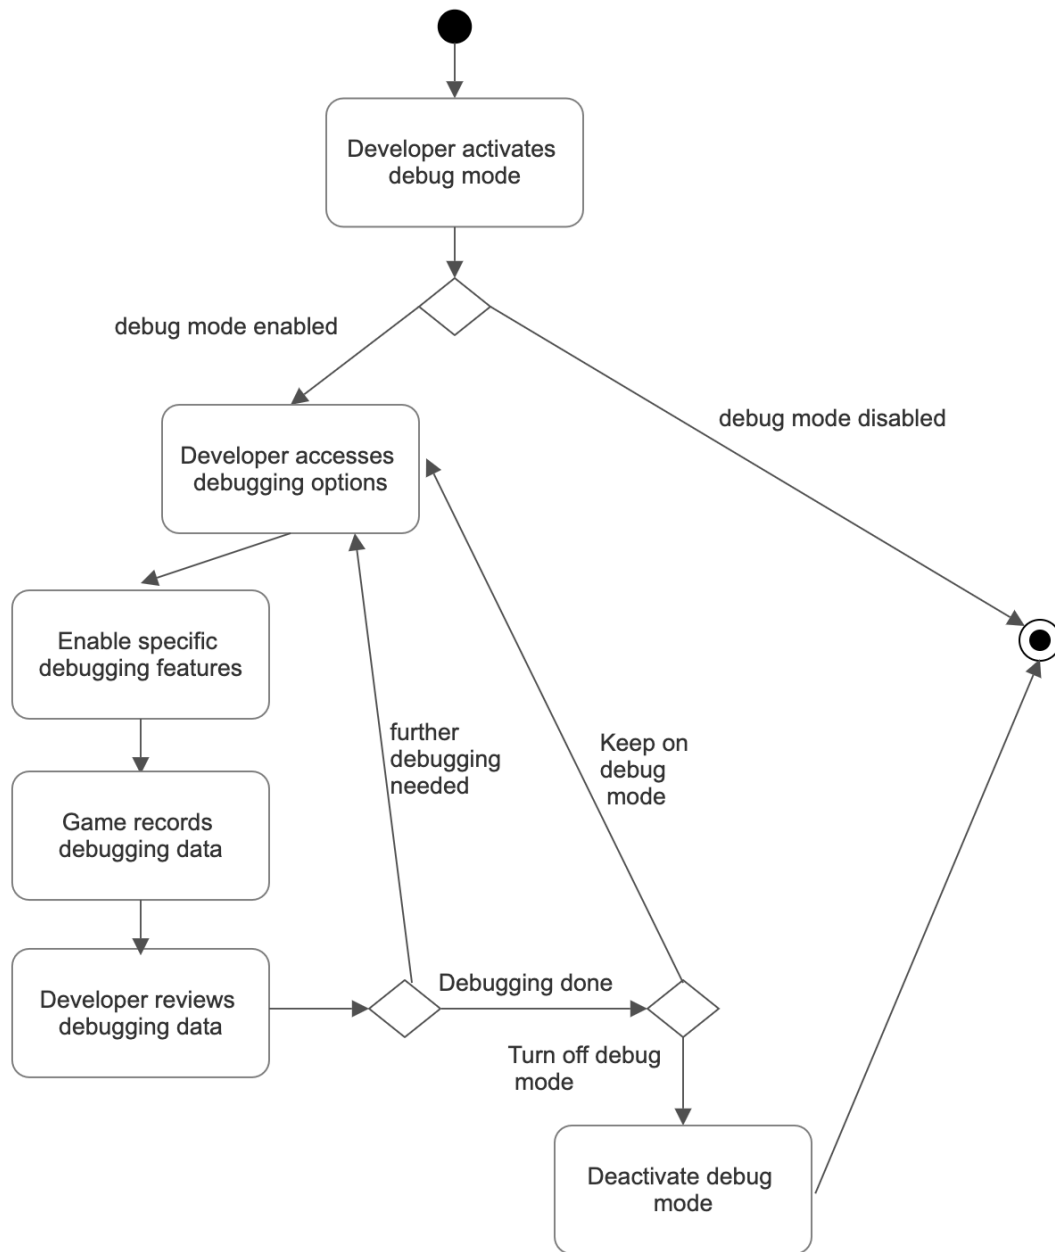 Developer activates
debug mode
debug mode enabled
debug mode disabled
Developer accesses
debugging options
Enable specific
debugging features
further
debugging
needed
Keep on
debug
mode
Game records
debugging data
Developer reviews
debugging data
Debugging done
Turn off debug
mode
Deactivate debug
mode